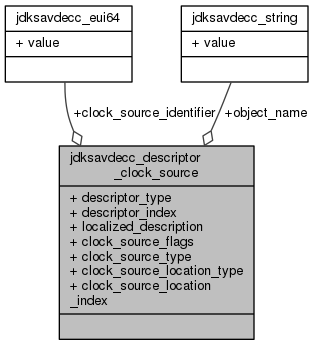 jdksavdecc_eui64
+ value
jdksavdecc_string
+ value
+clock_source_identifier
+object_name
jdksavdecc_descriptor
_clock_source
+ descriptor_type
+ descriptor_index
+ localized_description
+ clock_source_flags
+ clock_source_type
+ clock_source_location_type
+ clock_source_location
_index